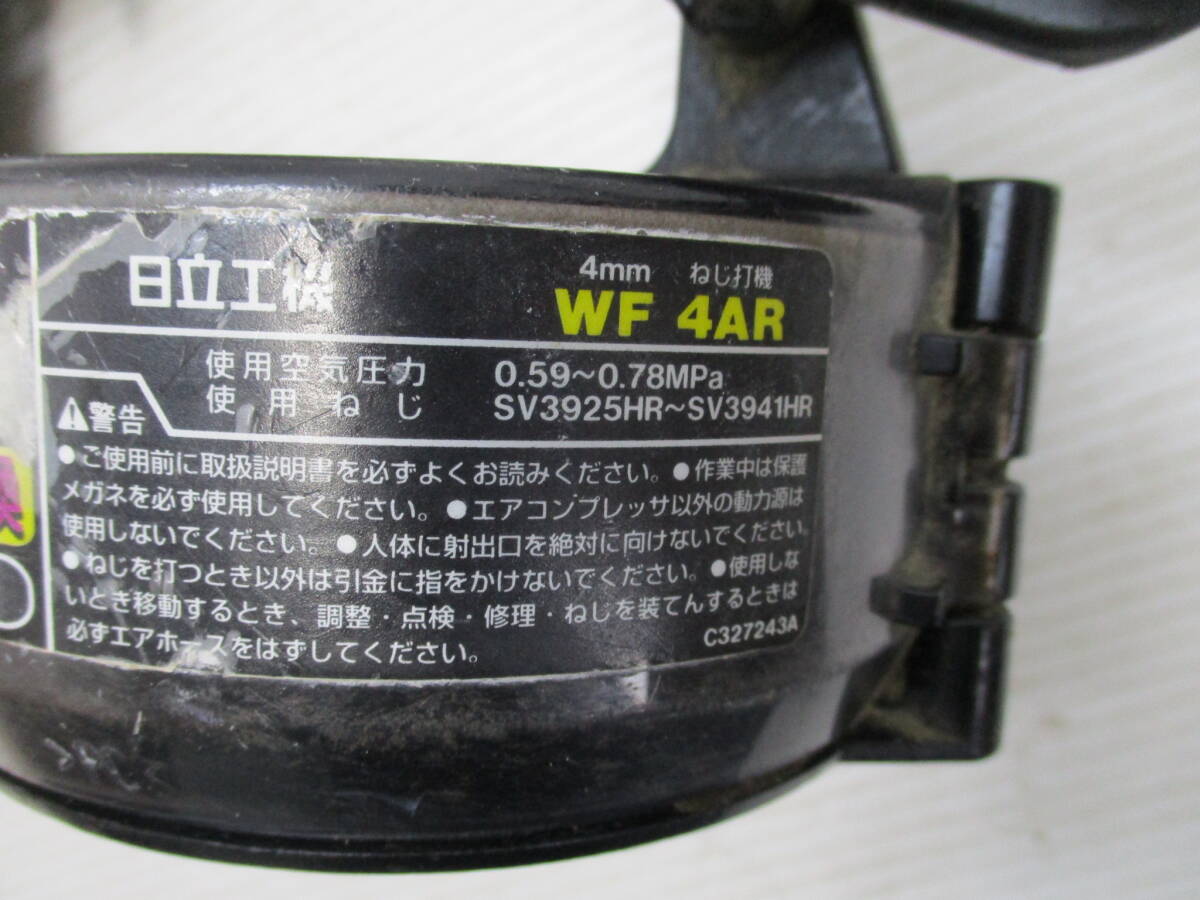 日立工機
4mm ねじ打機
WF 4AR
使用空気圧力 0.59～0.78MPa
使用ねじ SV3925HR～SV3941HR
警告
●ご使用前に取扱説明書を必ずよくお読みください。●作業中は保護
メガネを必ず使用してください。●エアコンプレッサ以外の動力源は
使用しないでください。●人体に射出口を絶対に向けないでください。
●ねじを打つとき以外は引金に指をかけないでください。●使用しな
いとき移動するとき、調整・点検・修理・ねじを装てんするときは
必ずエアホースをはずしてください。
C327243A